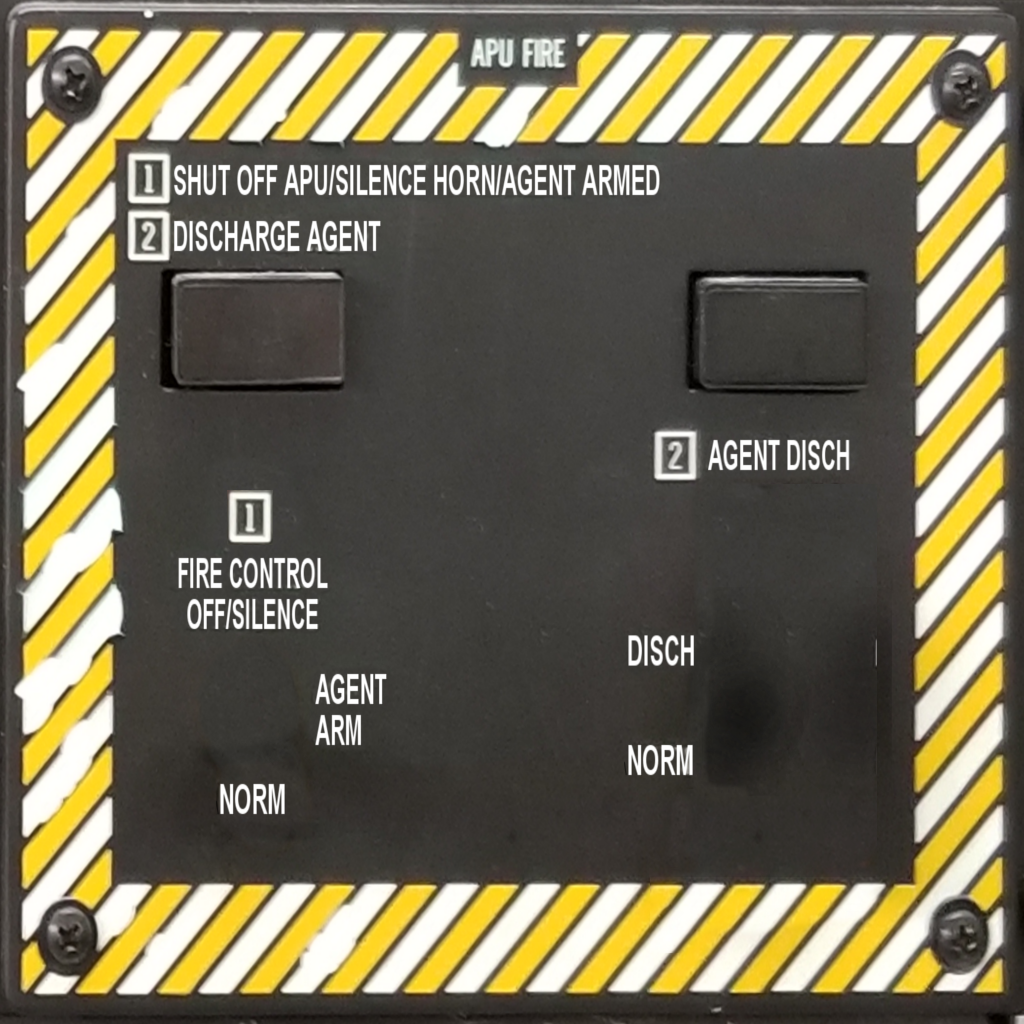 APU FIRE
1 SHUT OFF APU/SILENCE HORN/AGENT ARMED
2 DISCHARGE AGENT
2 AGENT DISCH
1
FIRE CONTROL
OFF/SILENCE
DISCH
AGENT
ARM
NORM
NORM